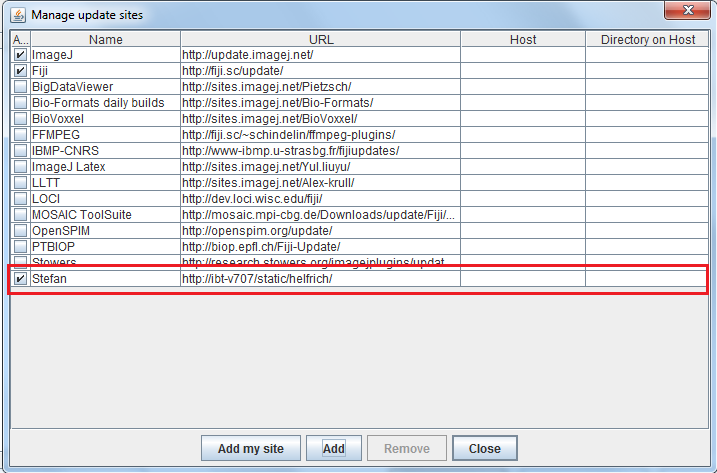 Manage update sites
A... Name URL Host Directory on Host
ImageJ http://update.imagej.net/
Fiji http://fiji.sc/update/
BigDataViewer http://sites.imagej.net/Pietzsch/
Bio-Formats daily builds http://sites.imagej.net/Bio-Formats/
BioVoxxel http://sites.imagej.net/BioVoxxel/
FFMPEG http://fiji.sc/~schindelin/ffmpeg-plugins/
IBMP-CNRS http://www-ibmp.u-strasbg.fr/fijiupdates/
ImageJ Latex http://sites.imagej.net/Yul.liuyu/
LLTT http://sites.imagej.net/Alex-krull/
LOCI http://dev.loci.wisc.edu/fiji/
MOSAIC ToolSuite http://mosaic.mpi-cbg.de/Downloads/update/Fiji/...
OpenSPIM http://openspim.org/update/
PTBIOP http://biop.epfl.ch/Fiji-Update/
Stowers http://research.stowers.org/imagejplugins/updat...
Stefan http://ibt-v707/static/helfrich/
Add my site Add Remove Close